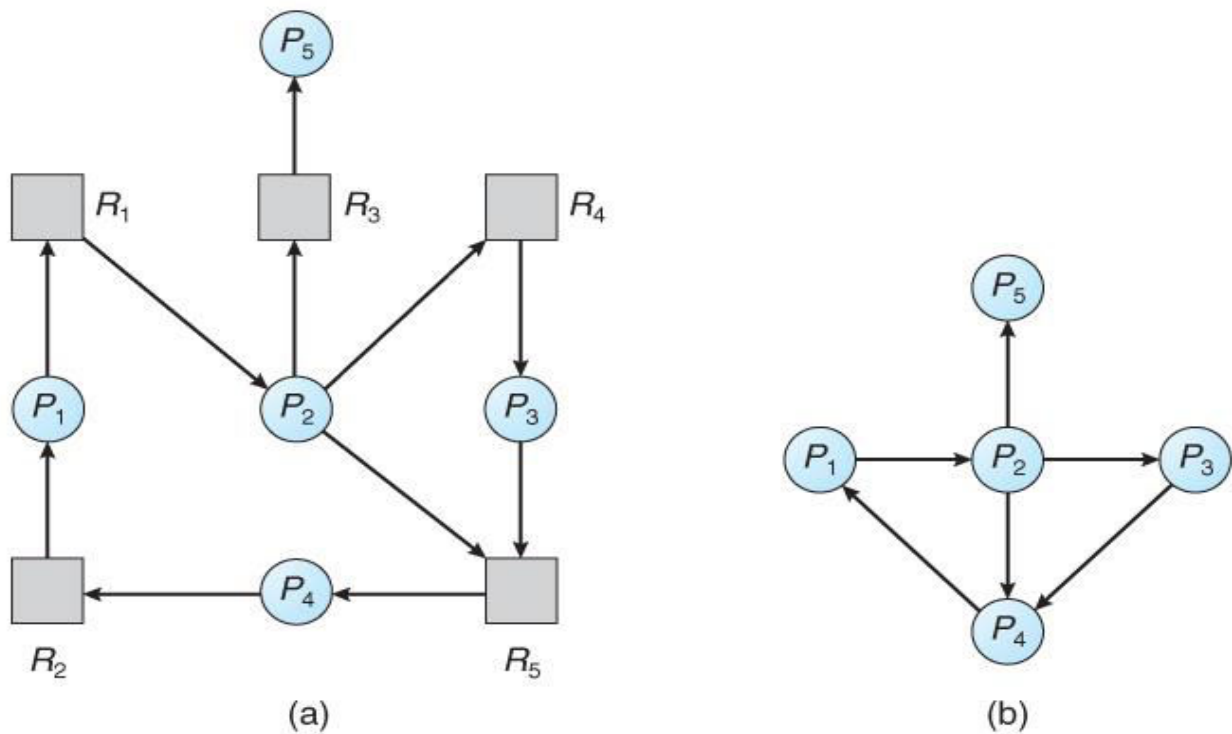 P₅
R₁ R₃ R₄
P₁ P₂ P₃
P₄
R₂ R₅
(a)
P₅
P₁ P₂ P₃
P₄
(b)